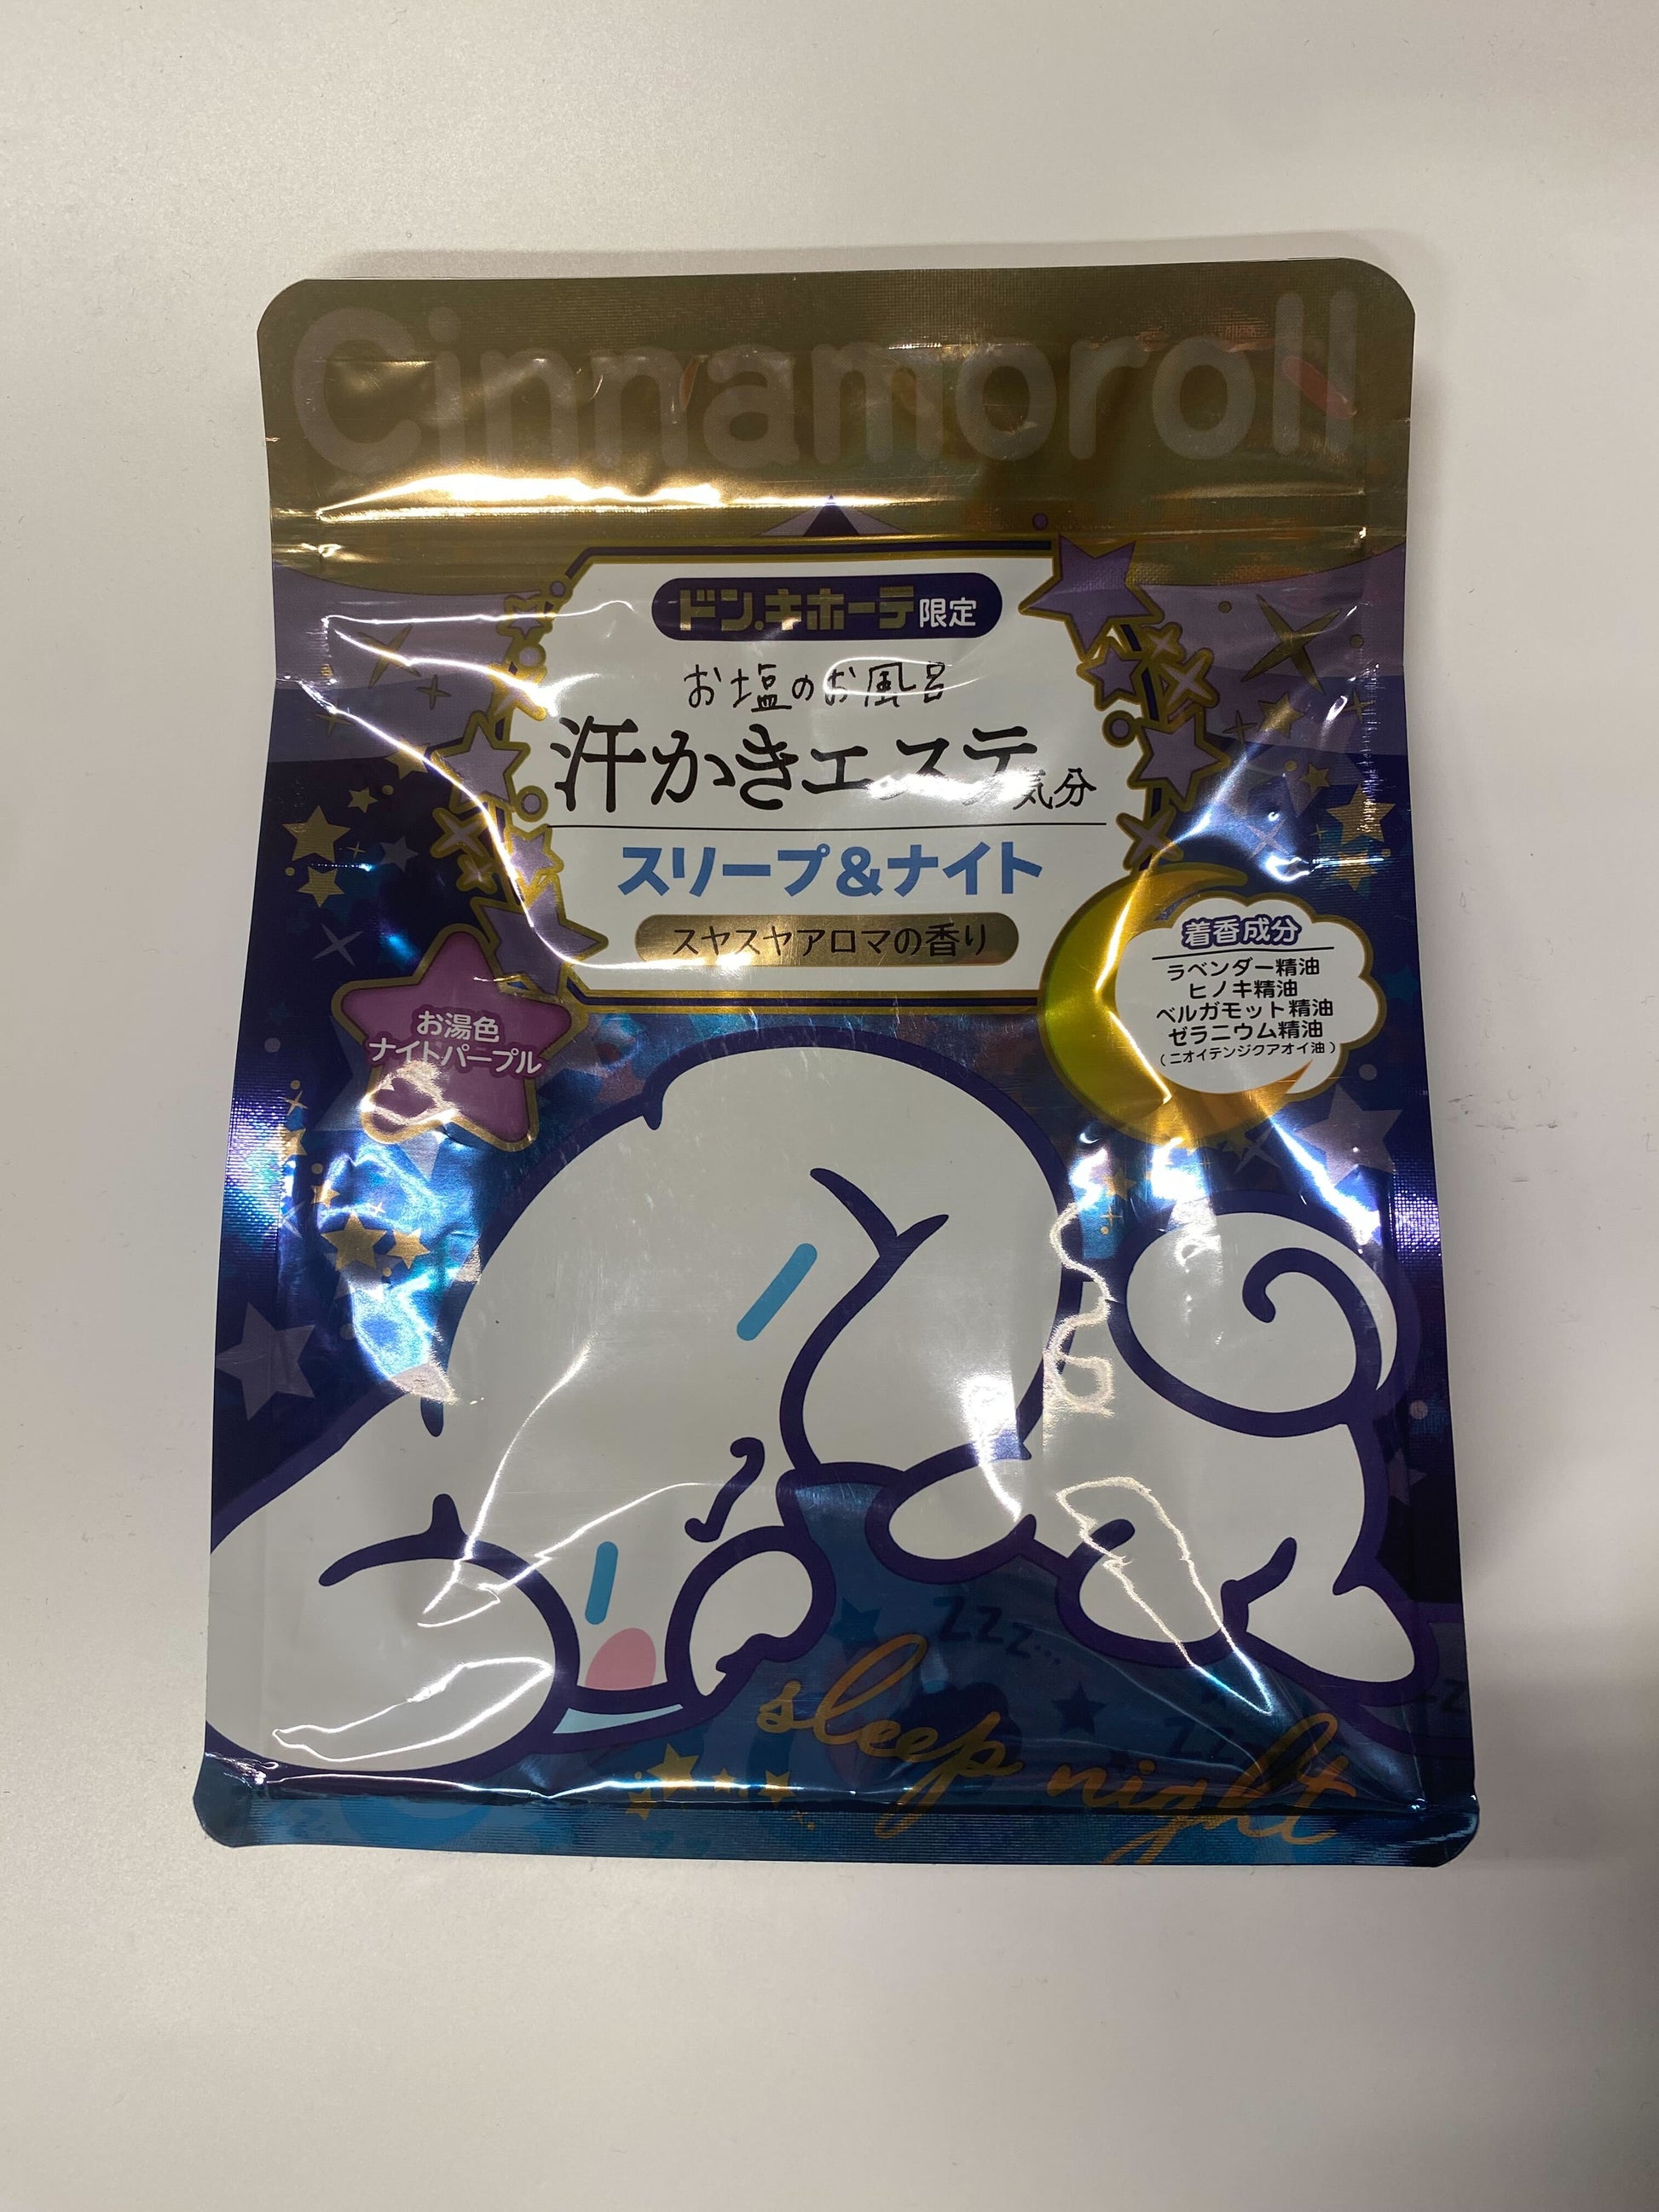 Cinnamoroll
ドン.キホーテ限定
お塩のお風呂
汗かきエステ気分
スリープ&ナイト
スヤスヤアロマの香り
着香成分
ラベンダー精油
ヒノキ精油
ベルガモット精油
ゼラニウム精油
(ニオイテンジクアオイ油)
お湯色
ナイトパープル
zzz...
sleep night